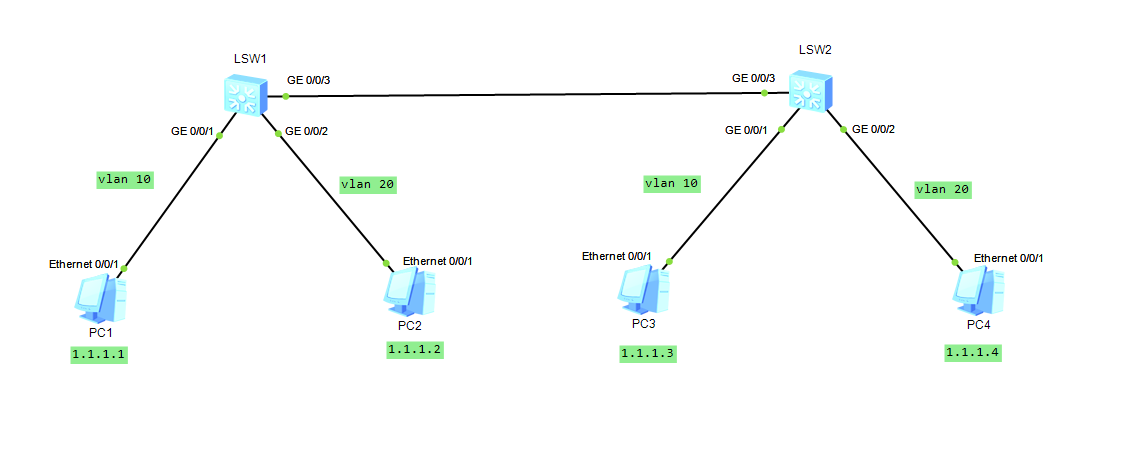 LSW1
LSW2
GE 0/0/3
GE 0/0/3
GE 0/0/1
GE 0/0/2
GE 0/0/1
GE 0/0/2
vlan 10
vlan 20
vlan 10
vlan 20
Ethernet 0/0/1
Ethernet 0/0/1
Ethernet 0/0/1
Ethernet 0/0/1
PC1
PC2
PC3
PC4
1.1.1.1
1.1.1.2
1.1.1.3
1.1.1.4